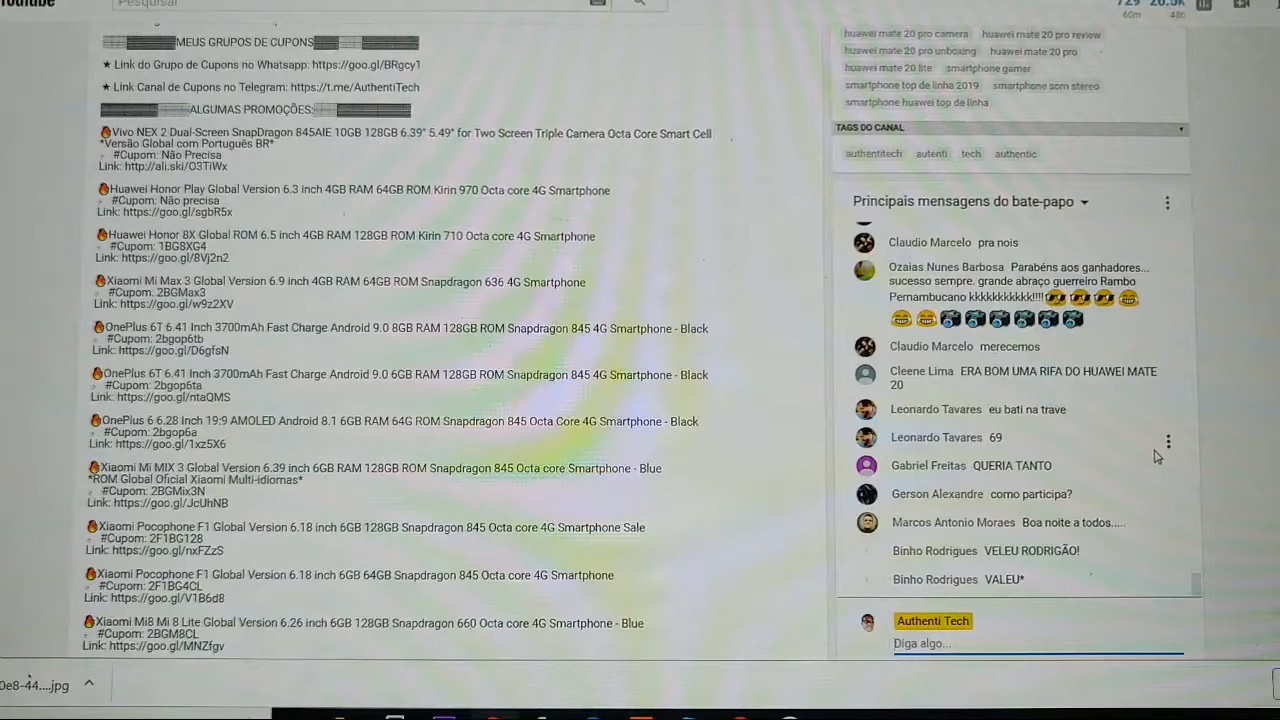 Youtube
Pesquisar
60m
48h
MEUS GRUPOS DE CUPONS
★ Link do Grupo de Cupons no Whatsapp: https://goo.gl/BRgcy1
★ Link Canal de Cupons no Telegram: https://t.me/AuthentiTech
ALGUMAS PROMOÇÕES:
🔥Vivo NEX 2 Dual-Screen SnapDragon 845AIE 10GB 128GB 6.39" 5.49" for Two Screen Triple Camera Octa Core Smart Cell
*Versão Global com Português BR*
#Cupom: Não Precisa
Link: http://ali.ski/O3TiWx
🔥Huawei Honor Play Global Version 6.3 inch 4GB RAM 64GB ROM Kirin 970 Octa core 4G Smartphone
#Cupom: Não precisa
Link: https://goo.gl/sgbR5x
🔥Huawei Honor 8X Global ROM 6.5 inch 4GB RAM 128GB ROM Kirin 710 Octa core 4G Smartphone
#Cupom: 1BG8XG4
Link: https://goo.gl/8Vj2n2
🔥Xiaomi Mi Max 3 Global Version 6.9 inch 4GB RAM 64GB ROM Snapdragon 636 4G Smartphone
#Cupom: 2BGMax3
Link: https://goo.gl/w9z2XV
🔥OnePlus 6T 6.41 Inch 3700mAh Fast Charge Android 9.0 8GB RAM 128GB ROM Snapdragon 845 4G Smartphone - Black
#Cupom: 2bgop6tb
Link: https://goo.gl/D6gfsN
🔥OnePlus 6T 6.41 Inch 3700mAh Fast Charge Android 9.0 6GB RAM 128GB ROM Snapdragon 845 4G Smartphone - Black
#Cupom: 2bgop6ta
Link: https://goo.gl/ntaQMS
🔥OnePlus 6 6.28 Inch 19:9 AMOLED Android 8.1 6GB RAM 64G ROM Snapdragon 845 Octa Core 4G Smartphone - Black
#Cupom: 2bgop6a
Link: https://goo.gl/1xz5X6
🔥Xiaomi Mi MIX 3 Global Version 6.39 inch 6GB RAM 128GB ROM Snapdragon 845 Octa core 4G Smartphone - Blue
*ROM Global Oficial Xiaomi Multi-idiomas*
#Cupom: 2BGMix3N
Link: https://goo.gl/JcUhNB
🔥Xiaomi Pocophone F1 Global Version 6.18 inch 6GB 128GB Snapdragon 845 Octa core 4G Smartphone Sale
#Cupom: 2F1BG128
Link: https://goo.gl/nxFZzS
🔥Xiaomi Pocophone F1 Global Version 6.18 inch 6GB 64GB Snapdragon 845 Octa core 4G Smartphone
#Cupom: 2F1BG4CL
Link: https://goo.gl/V1B6d8
🔥Xiaomi Mi8 Mi 8 Lite Global Version 6.26 inch 6GB 128GB Snapdragon 660 Octa core 4G Smartphone - Blue
#Cupom: 2BGM8CL
Link: https://goo.gl/MNZfgv
0e8-44....jpg
huawei mate 20 pro camera huawei mate 20 pro review
huawei mate 20 pro unboxing huawei mate 20 pro
huawei mate 20 lite smartphone gamer
smartphone top de linha 2019 smartphone som stereo
smartphone huawei top de linha
TAGS DO CANAL
authentitech autenti tech authentic
Principais mensagens do bate-papo
Claudio Marcelo pra nois
Ozaias Nunes Barbosa Parabéns aos ganhadores...
sucesso sempre. grande abraço guerreiro Rambo
Pernambucano kkkkkkkkkkk!!!!😎😎😎😂
😂😂📷📷📷📷📷📷
Claudio Marcelo merecemos
Cleene Lima ERA BOM UMA RIFA DO HUAWEI MATE
20
Leonardo Tavares eu bati na trave
Leonardo Tavares 69
Gabriel Freitas QUERIA TANTO
Gerson Alexandre como participa?
Marcos Antonio Moraes Boa noite a todos.....
Binho Rodrigues VELEU RODRIGÃO!
Binho Rodrigues VALEU*
Authenti Tech
Diga algo...